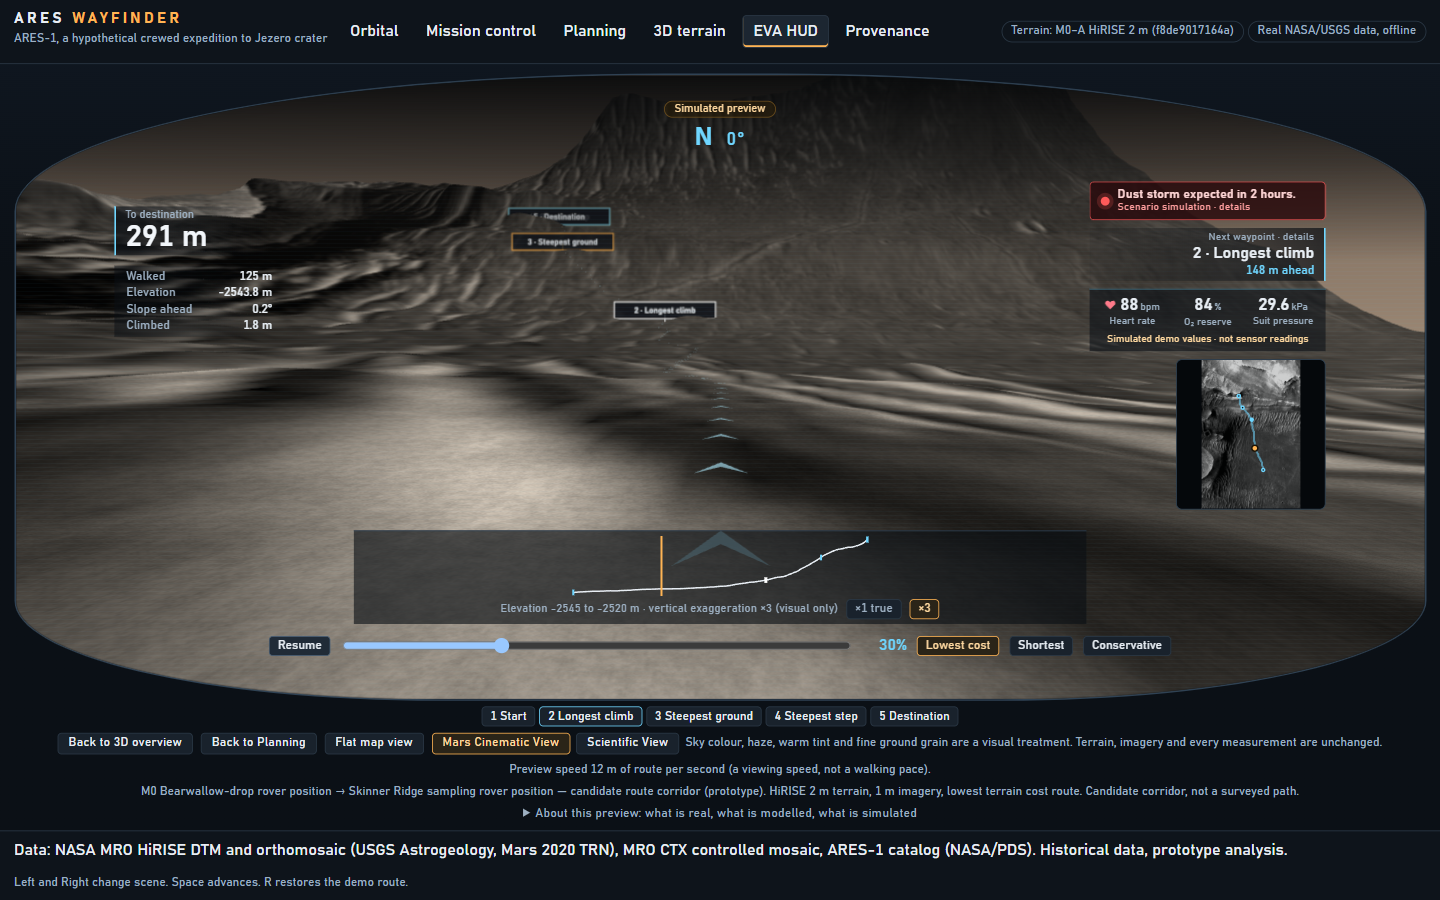 ARES WAYFINDER
ARES-1, a hypothetical crewed expedition to Jezero crater
Orbital
Mission control
Planning
3D terrain
EVA HUD
Provenance
Terrain: M0-A HiRISE 2 m (f8de9017164a)
Real NASA/USGS data, offline
Simulated preview
N 0°
To destination
291 m
Walked 125 m
Elevation -2543.8 m
Slope ahead 0.2°
Climbed 1.8 m
Destination
3 · Steepest ground
2 · Longest climb
Dust storm expected in 2 hours.
Scenario simulation · details
Next waypoint · details
2 · Longest climb
148 m ahead
88 bpm 84 % 29.6 kPa
Heart rate O₂ reserve Suit pressure
Simulated demo values · not sensor readings
Elevation -2545 to -2520 m · vertical exaggeration ×3 (visual only)
×1 true
×3
Resume
30%
Lowest cost
Shortest
Conservative
1 Start
2 Longest climb
3 Steepest ground
4 Steepest step
5 Destination
Back to 3D overview
Back to Planning
Flat map view
Mars Cinematic View
Scientific View
Sky colour, haze, warm tint and fine ground grain are a visual treatment. Terrain, imagery and every measurement are unchanged.
Preview speed 12 m of route per second (a viewing speed, not a walking pace).
M0 Bearwallow-drop rover position → Skinner Ridge sampling rover position — candidate route corridor (prototype). HiRISE 2 m terrain, 1 m imagery, lowest terrain cost route. Candidate corridor, not a surveyed path.
▶ About this preview: what is real, what is modelled, what is simulated
Data: NASA MRO HiRISE DTM and orthomosaic (USGS Astrogeology, Mars 2020 TRN), MRO CTX controlled mosaic, ARES-1 catalog (NASA/PDS). Historical data, prototype analysis.
Left and Right change scene. Space advances. R restores the demo route.